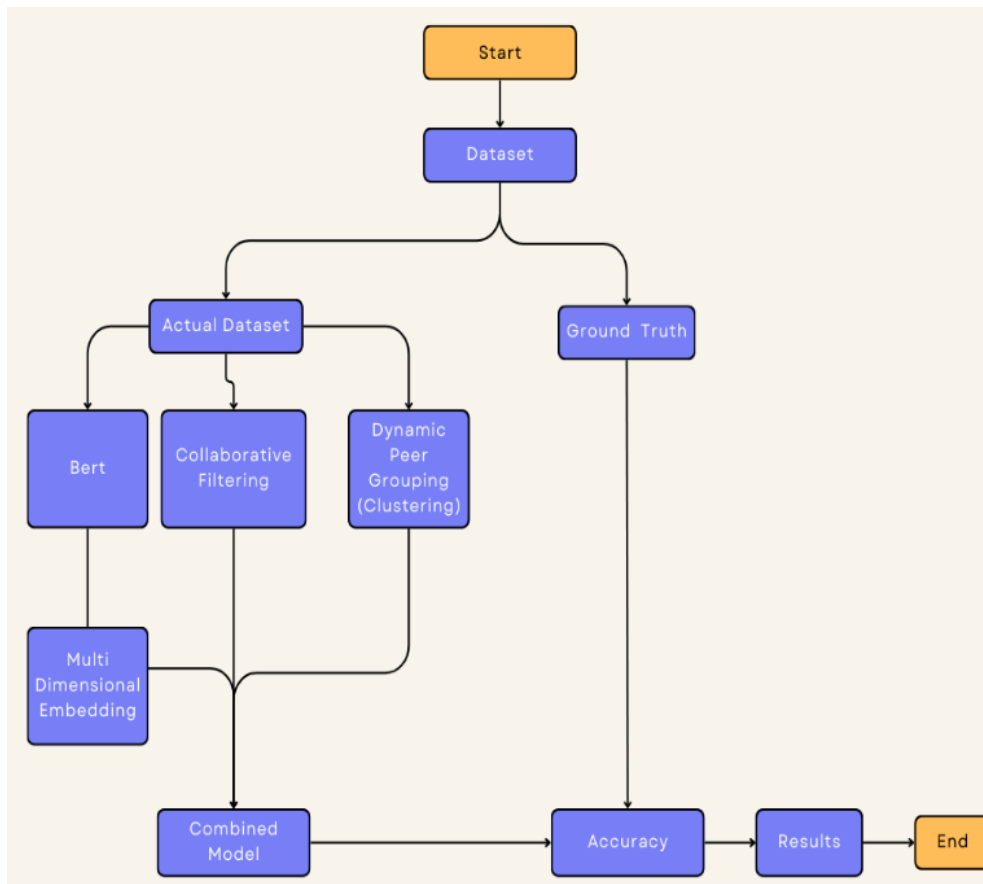 Start
Dataset
Actual Dataset
Ground Truth
Bert
Collaborative
Filtering
Dynamic
Peer
Grouping
(Clustering)
Multi
Dimensional
Embedding
Combined
Model
Accuracy
Results
End